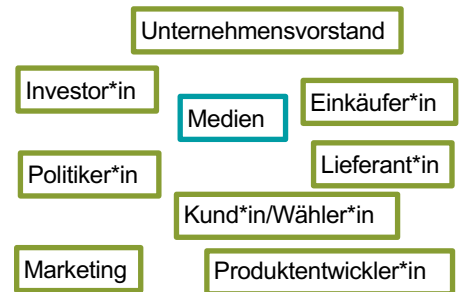 Unternehmensvorstand
Investor*in
Einkäufer*in
Medien
Lieferant*in
Politiker*in
Kund*in/Wähler*in
Marketing
Produktentwickler*in